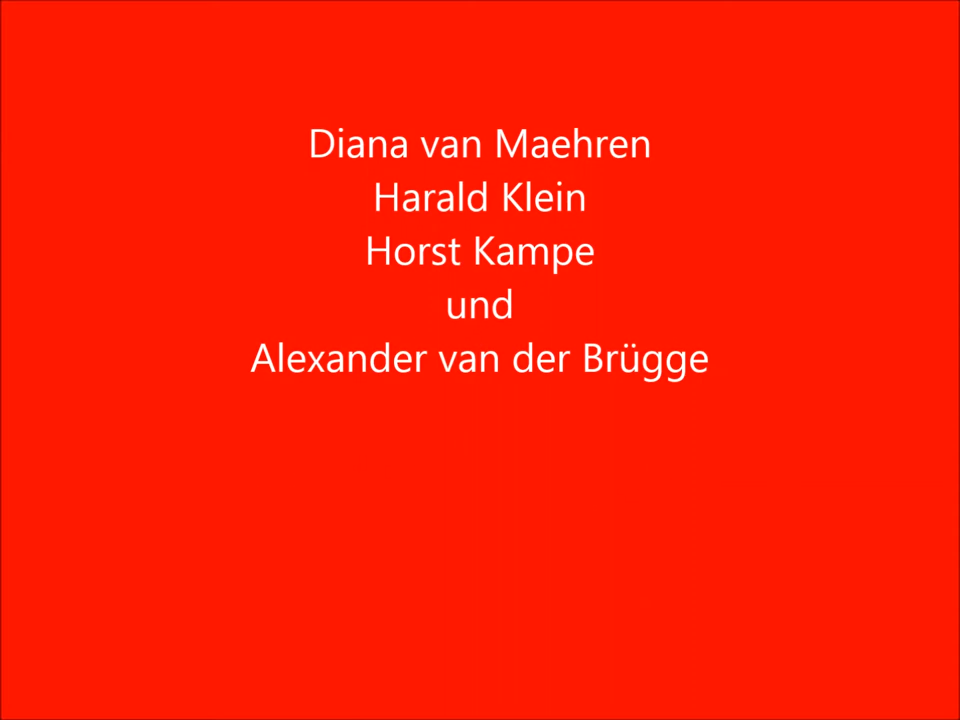 Diana van Maehren
Harald Klein
Horst Kampe
und
Alexander van der Brügge